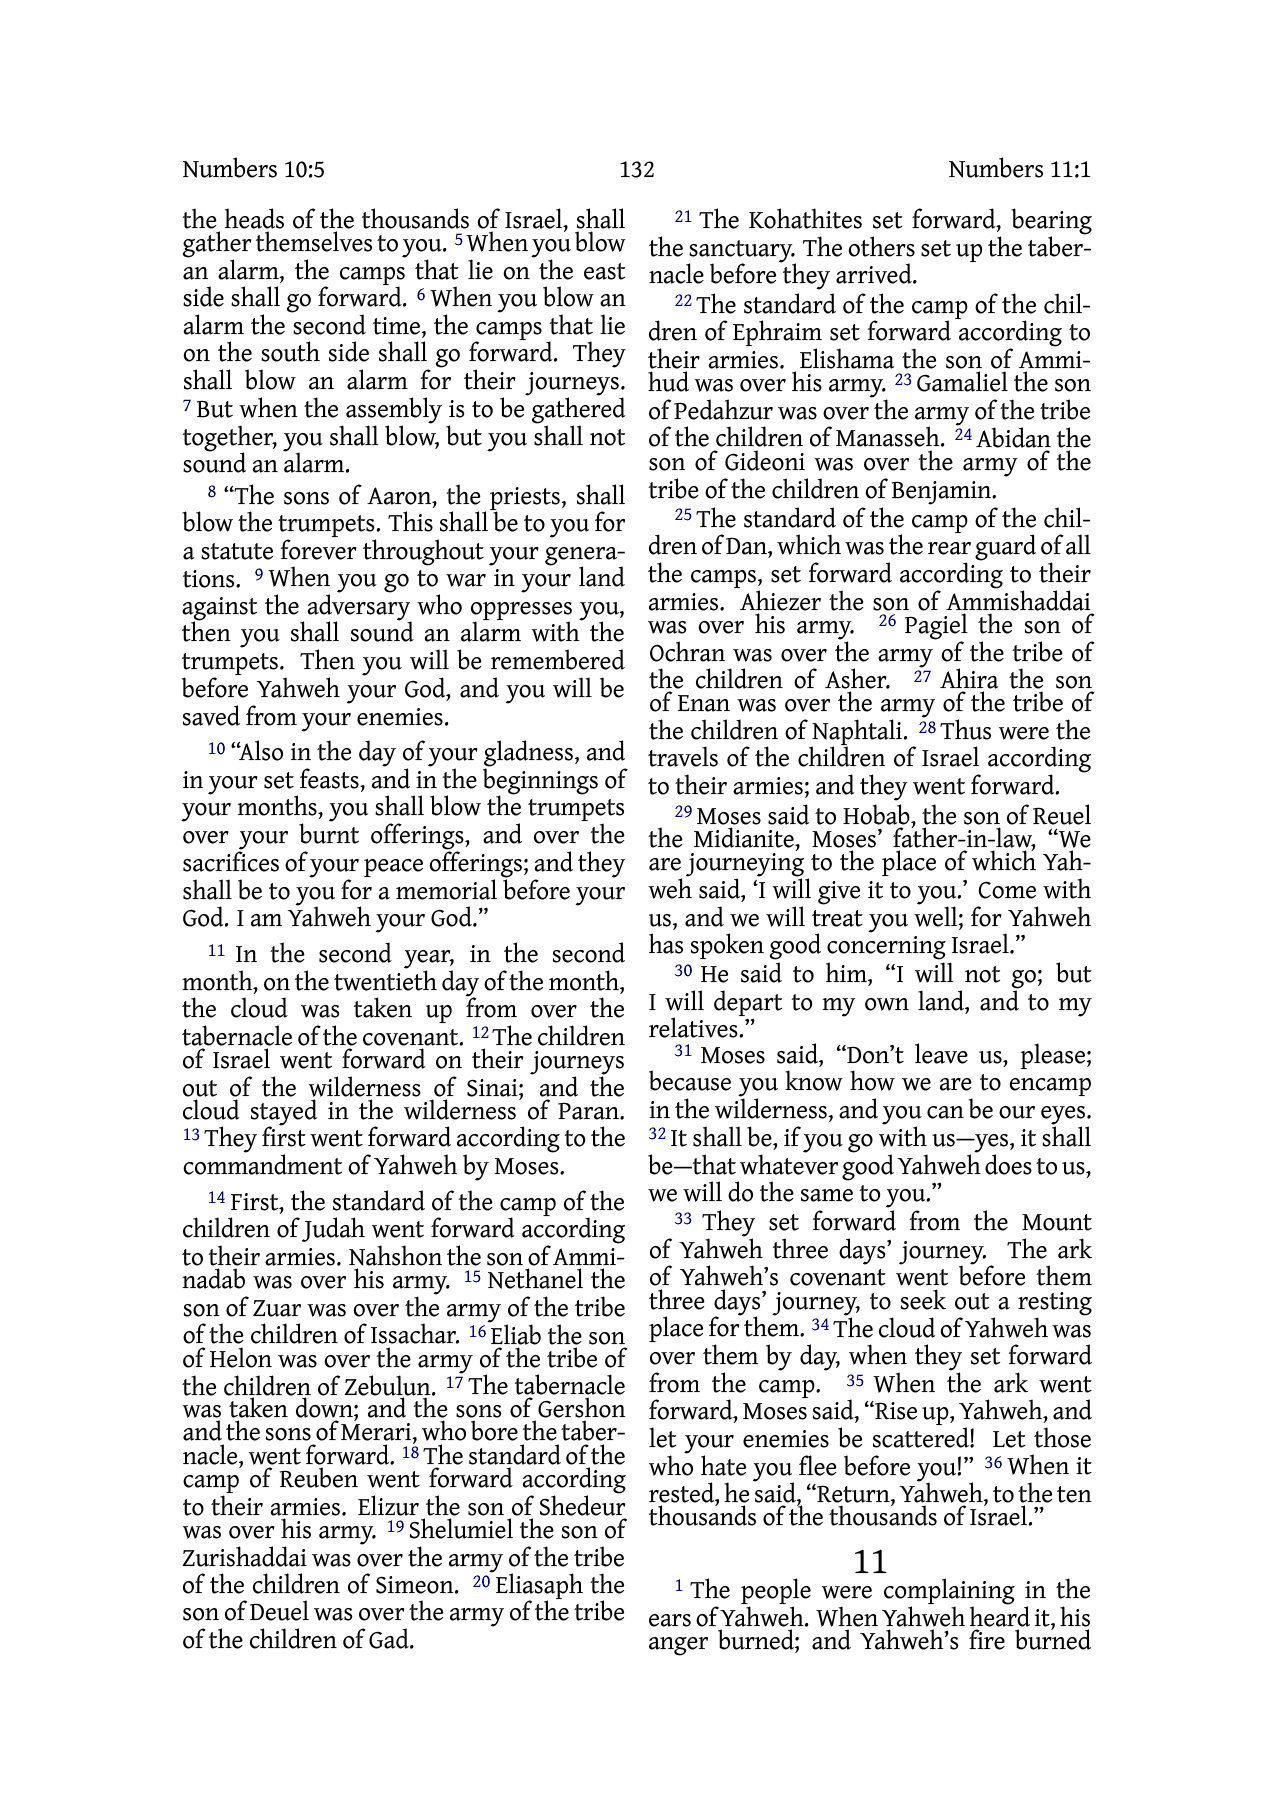 Numbers 10:5 132 Numbers 11:1
the heads of the thousands of Israel, shall
gather themselves to you. 5 When you blow
an alarm, the camps that lie on the east
side shall go forward. 6 When you blow an
alarm the second time, the camps that lie
on the south side shall go forward. They
shall blow an alarm for their journeys.
7 But when the assembly is to be gathered
together, you shall blow, but you shall not
sound an alarm.
8 “The sons of Aaron, the priests, shall
blow the trumpets. This shall be to you for
a statute forever throughout your genera-
tions. 9 When you go to war in your land
against the adversary who oppresses you,
then you shall sound an alarm with the
trumpets. Then you will be remembered
before Yahweh your God, and you will be
saved from your enemies.
10 “Also in the day of your gladness, and
in your set feasts, and in the beginnings of
your months, you shall blow the trumpets
over your burnt offerings, and over the
sacrifices of your peace offerings; and they
shall be to you for a memorial before your
God. I am Yahweh your God.”
11 In the second year, in the second
month, on the twentieth day of the month,
the cloud was taken up from over the
tabernacle of the covenant. 12 The children
of Israel went forward on their journeys
out of the wilderness of Sinai; and the
cloud stayed in the wilderness of Paran.
13 They first went forward according to the
commandment of Yahweh by Moses.
14 First, the standard of the camp of the
children of Judah went forward according
to their armies. Nahshon the son of Ammi-
nadab was over his army. 15 Nethanel the
son of Zuar was over the army of the tribe
of the children of Issachar. 16 Eliab the son
of Helon was over the army of the tribe of
the children of Zebulun. 17 The tabernacle
was taken down; and the sons of Gershon
and the sons of Merari, who bore the taber-
nacle, went forward. 18 The standard of the
camp of Reuben went forward according
to their armies. Elizur the son of Shedeur
was over his army. 19 Shelumiel the son of
Zurishaddai was over the army of the tribe
of the children of Simeon. 20 Eliasaph the
son of Deuel was over the army of the tribe
of the children of Gad.
21 The Kohathites set forward, bearing
the sanctuary. The others set up the taber-
nacle before they arrived.
22 The standard of the camp of the chil-
dren of Ephraim set forward according to
their armies. Elishama the son of Ammi-
hud was over his army. 23 Gamaliel the son
of Pedahzur was over the army of the tribe
of the children of Manasseh. 24 Abidan the
son of Gideoni was over the army of the
tribe of the children of Benjamin.
25 The standard of the camp of the chil-
dren of Dan, which was the rear guard of all
the camps, set forward according to their
armies. Ahiezer the son of Ammishaddai
was over his army. 26 Pagiel the son of
Ochran was over the army of the tribe of
the children of Asher. 27 Ahira the son
of Enan was over the army of the tribe of
the children of Naphtali. 28 Thus were the
travels of the children of Israel according
to their armies; and they went forward.
29 Moses said to Hobab, the son of Reuel
the Midianite, Moses’ father-in-law, “We
are journeying to the place of which Yah-
weh said, ‘I will give it to you.’ Come with
us, and we will treat you well; for Yahweh
has spoken good concerning Israel.”
30 He said to him, “I will not go; but
I will depart to my own land, and to my
relatives.”
31 Moses said, “Don’t leave us, please;
because you know how we are to encamp
in the wilderness, and you can be our eyes.
32 It shall be, if you go with us—yes, it shall
be—that whatever good Yahweh does to us,
we will do the same to you.”
33 They set forward from the Mount
of Yahweh three days’ journey. The ark
of Yahweh’s covenant went before them
three days’ journey, to seek out a resting
place for them. 34 The cloud of Yahweh was
over them by day, when they set forward
from the camp. 35 When the ark went
forward, Moses said, “Rise up, Yahweh, and
let your enemies be scattered! Let those
who hate you flee before you!” 36 When it
rested, he said, “Return, Yahweh, to the ten
thousands of the thousands of Israel.”
11
1 The people were complaining in the
ears of Yahweh. When Yahweh heard it, his
anger burned; and Yahweh’s fire burned